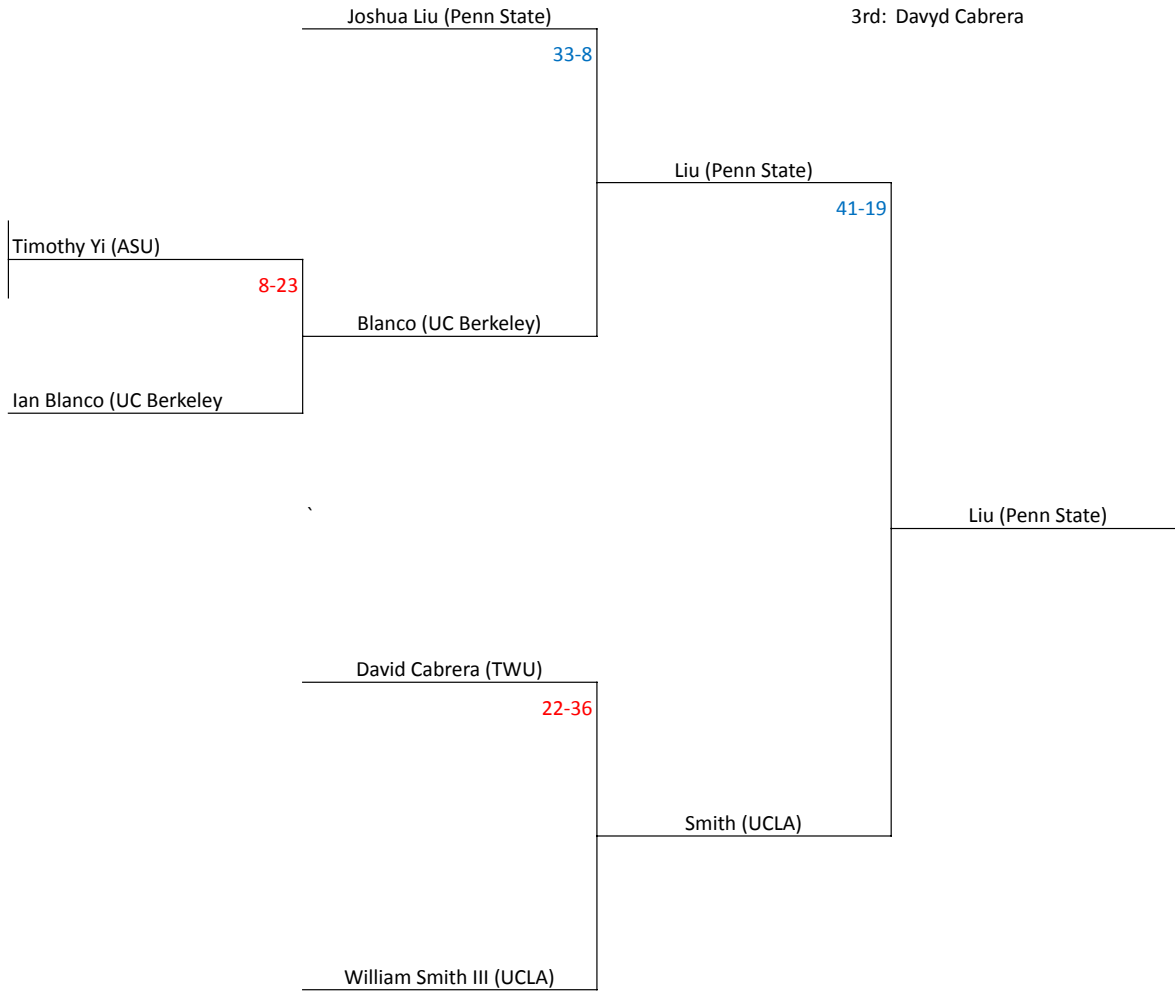 Joshua Liu (Penn State)
3rd: Davyd Cabrera
33-8
Liu (Penn State)
41-19
Timothy Yi (ASU)
8-23
Blanco (UC Berkeley)
Ian Blanco (UC Berkeley
`
Liu (Penn State)
David Cabrera (TWU)
22-36
Smith (UCLA)
William Smith III (UCLA)